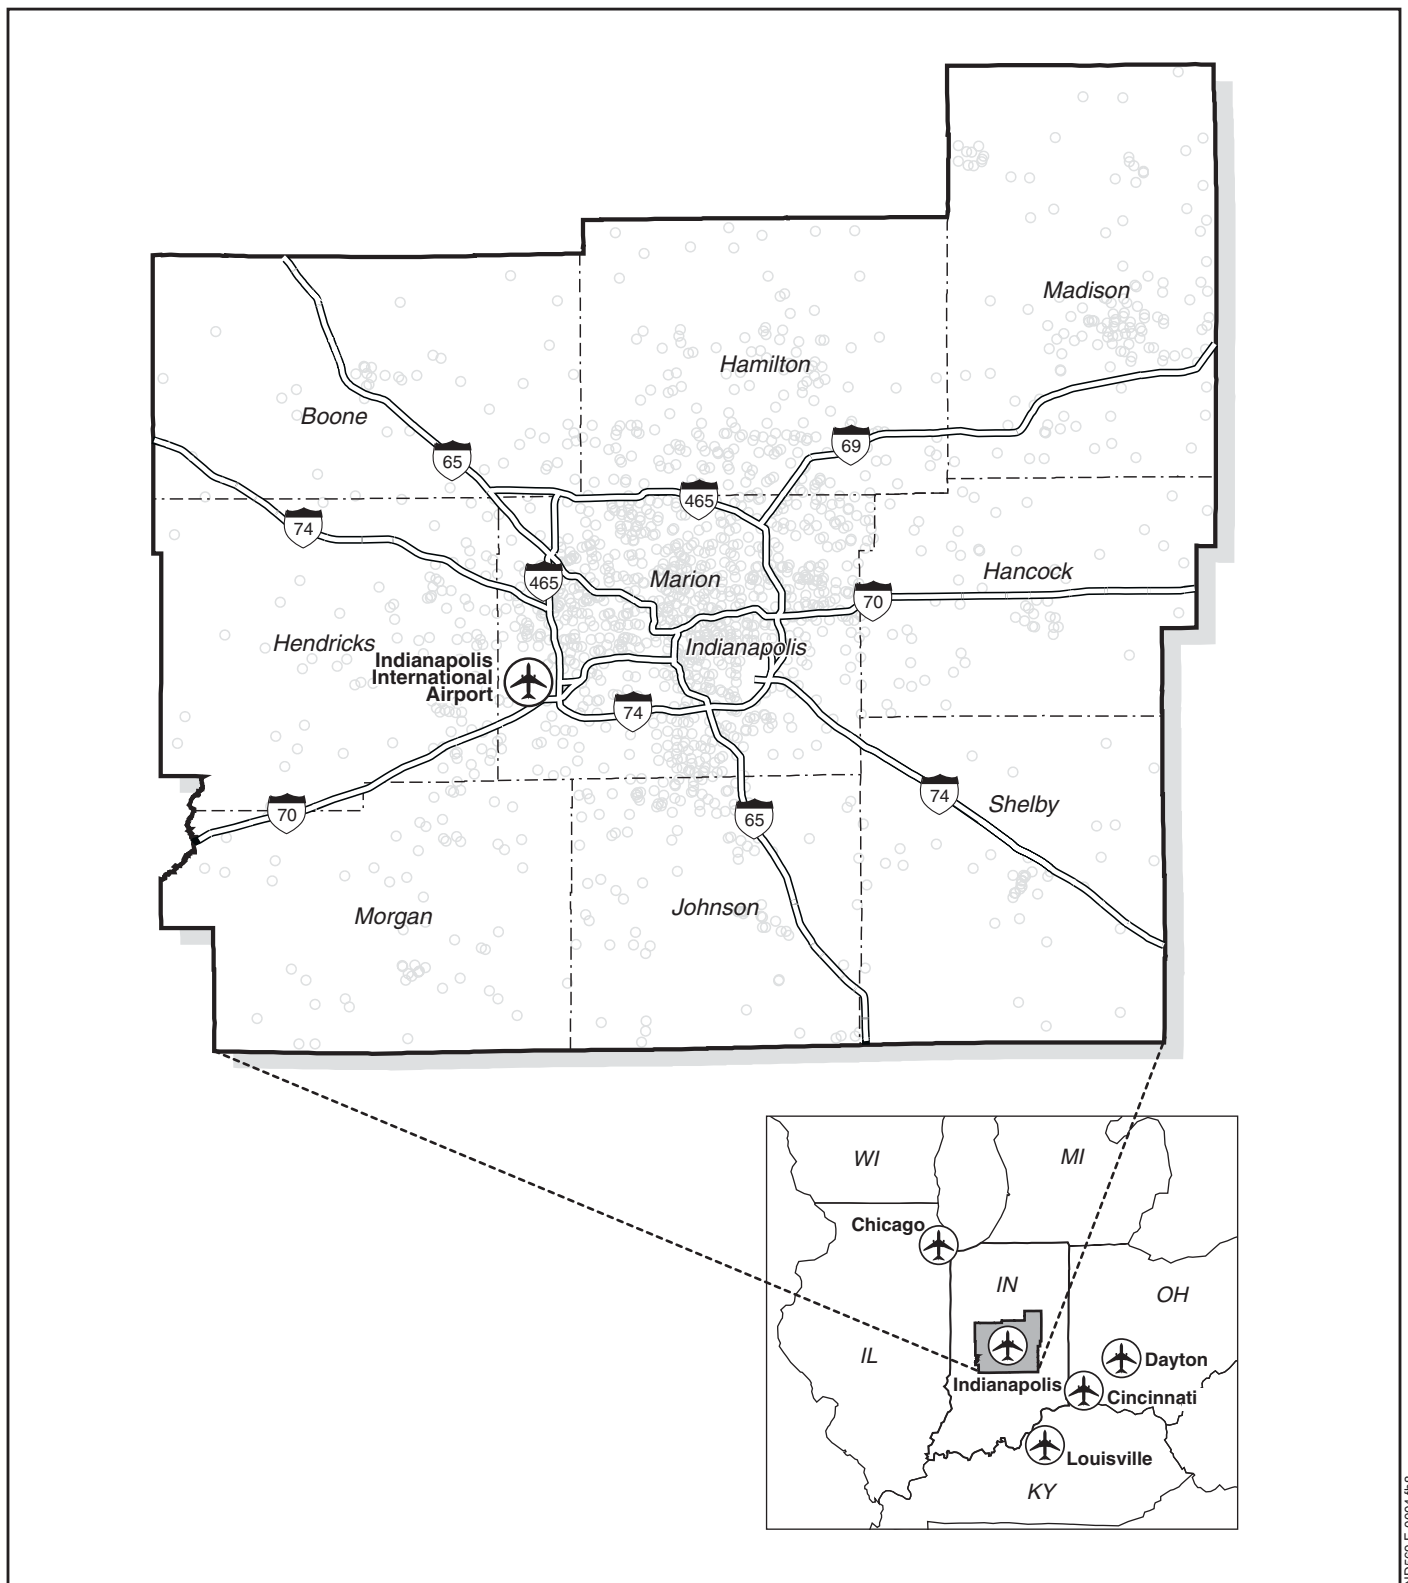 Madison
Hamilton
Boone
69
65
465
74
465
Marion
Hancock
70
Hendricks
Indianapolis
Indianapolis
International
Airport
74
74
Shelby
70
65
Johnson
Morgan
WI
MI
Chicago
IN
OH
IL
Dayton
Indianapolis
Cincinnati
Louisville
KY